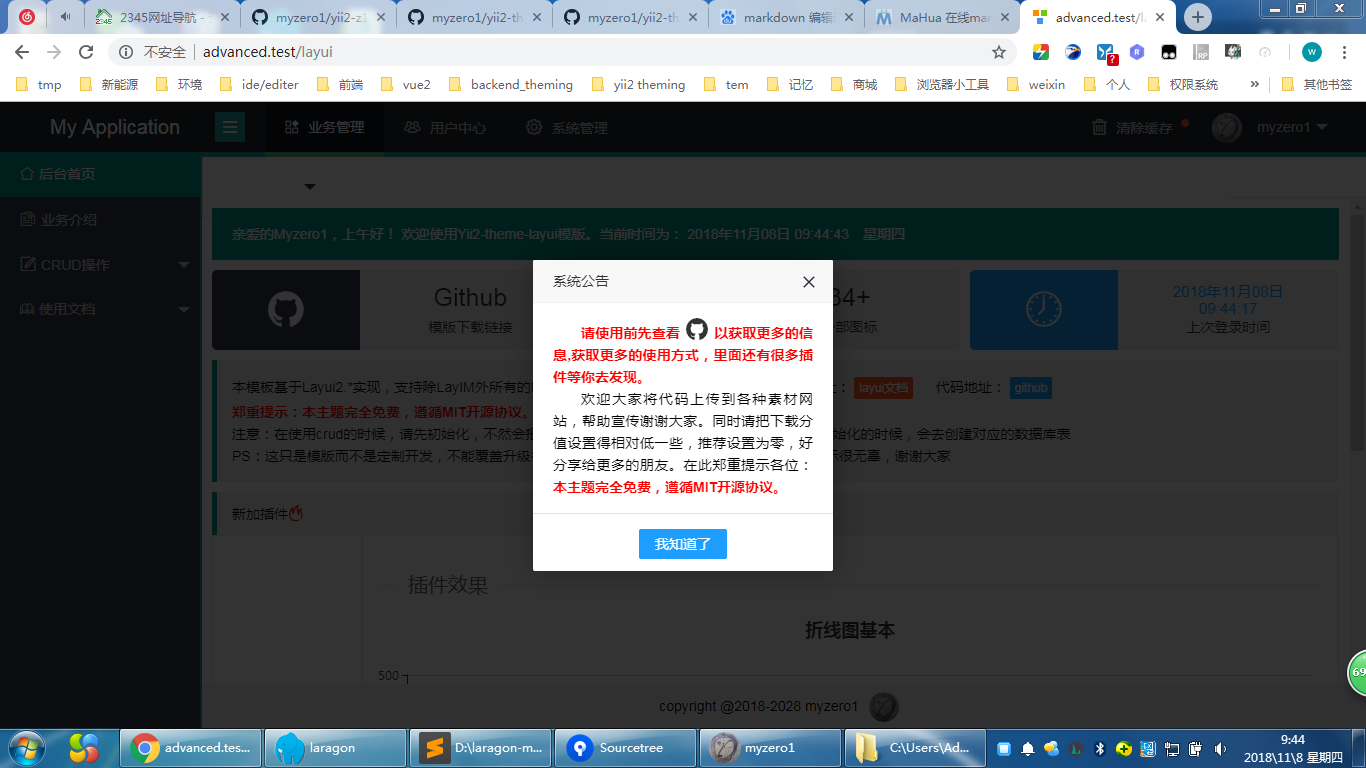 2345网址导航 -
myzero1/yii2-z1
myzero1/yii2-th
myzero1/yii2-th
markdown 编辑
MaHua 在线mar
advanced.test/la
不安全 advanced.test/layui
tmp 新能源 环境 ide/editer 前端 vue2 backend_theming yii2 theming tem 记忆 商城 浏览器小工具 weixin 个人 权限系统 » 其他书签
My Application 业务管理 用户中心 系统管理 清除缓存 myzero1
后台首页
业务介绍
CRUD操作
使用文档
亲爱的Myzero1，上午好！ 欢迎使用Yii2-theme-layui模版。当前时间为： 2018年11月08日 09:44:43 星期四
Github
模版下载链接
34+
部图标
2018年11月08日
09:44:17
上次登录时间
系统公告
请使用前先查看 以获取更多的信
息,获取更多的使用方式，里面还有很多插
件等你去发现。
欢迎大家将代码上传到各种素材网
站，帮助宣传谢谢大家。同时请把下载分
值设置得相对低一些，推荐设置为零，好
分享给更多的朋友。在此郑重提示各位：
本主题完全免费，遵循MIT开源协议。
我知道了
本模板基于Layui2.*实现，支持除LayIM外所有的 ： layui文档 代码地址： github
郑重提示：本主题完全免费，遵循MIT开源协议。
注意：在使用crud的时候，请先初始化，不然会报 始化的时候，会去创建对应的数据库表
PS：这只是模版而不是定制开发，不能覆盖升级 示很无辜，谢谢大家
新加插件
插件效果
折线图基本
500
69
copyright @2018-2028 myzero1
advanced.tes... laragon D:\laragon-m... Sourcetree myzero1 C:\Users\Ad...
9:44
2018\11\8 星期四